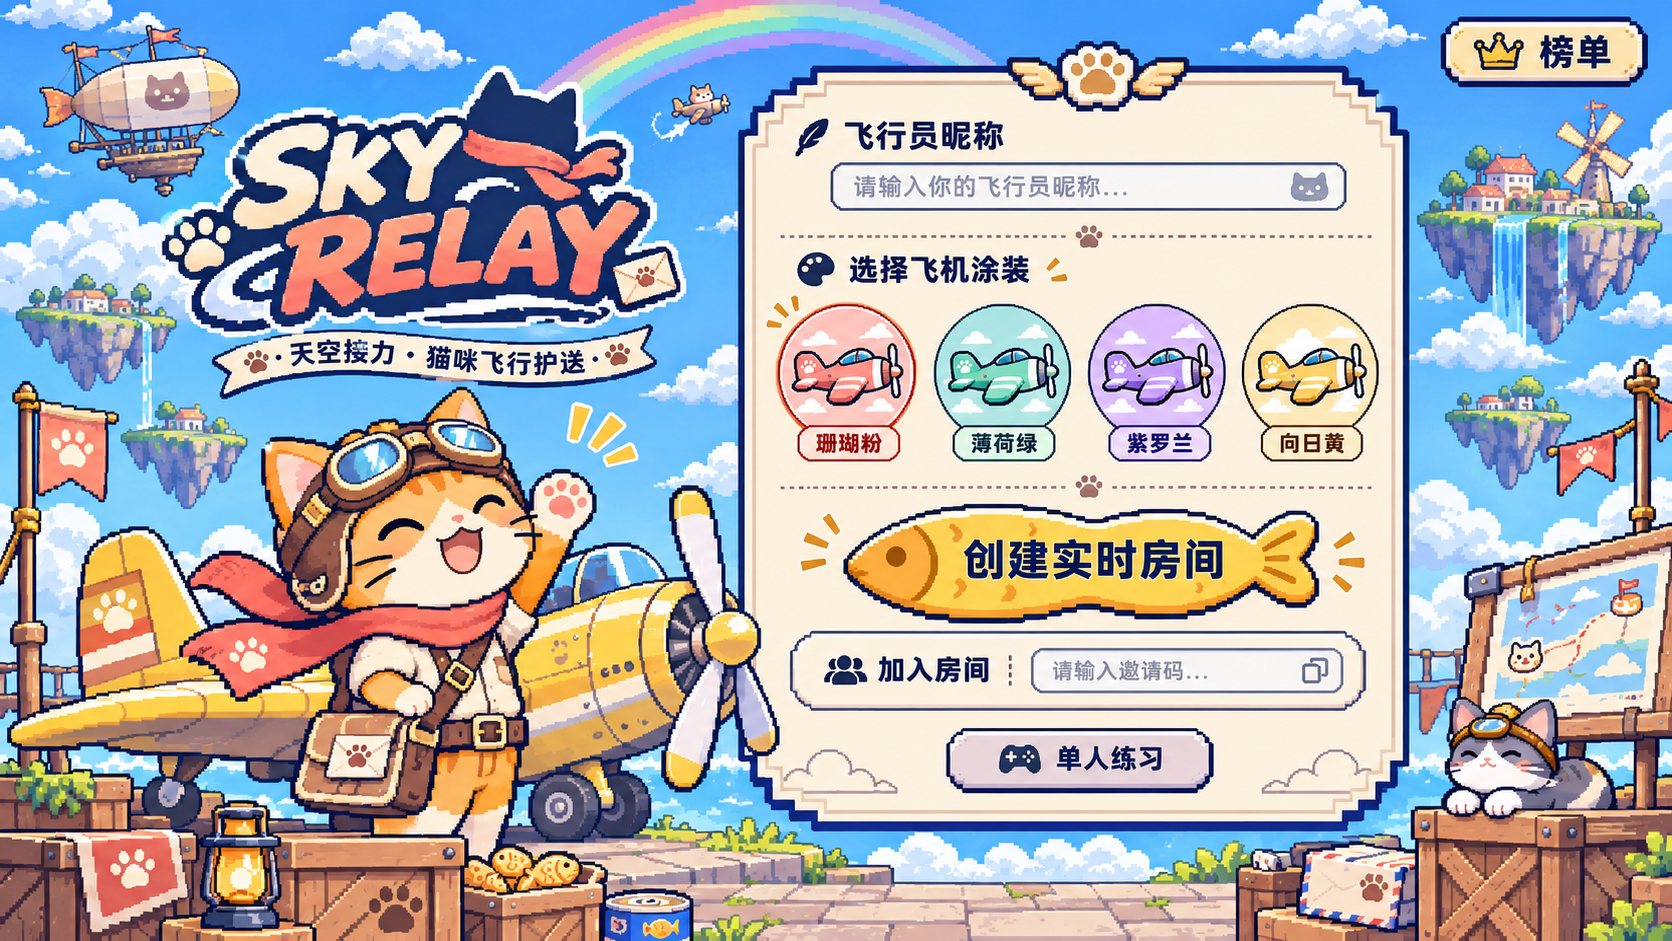 SKY
RELAY
·天空接力·猫咪飞行护送·
榜单
飞行员昵称
请输入你的飞行员昵称...
选择飞机涂装
珊瑚粉
薄荷绿
紫罗兰
向日黄
创建实时房间
加入房间
请输入邀请码...
单人练习